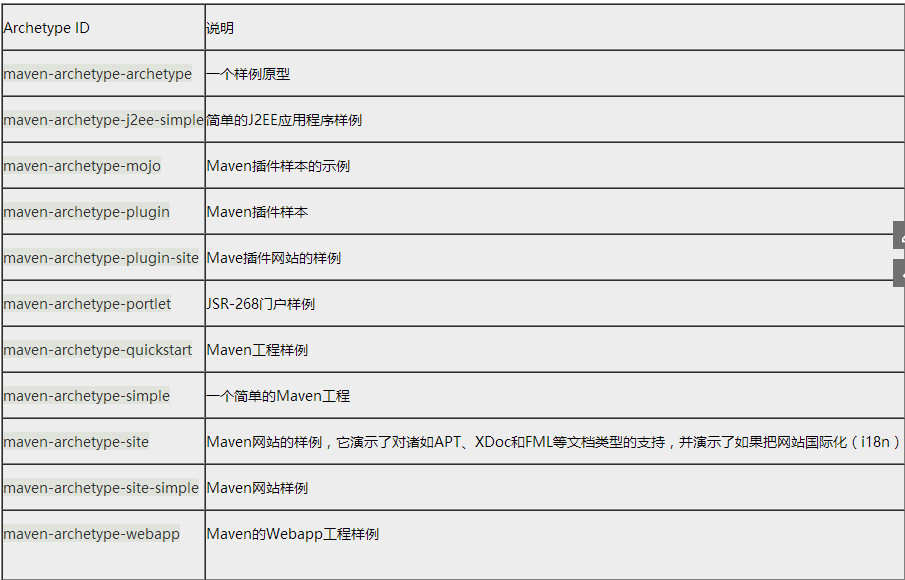 Archetype ID 说明
maven-archetype-archetype 一个样例原型
maven-archetype-j2ee-simple 简单的J2EE应用程序样例
maven-archetype-mojo Maven插件样本的示例
maven-archetype-plugin Maven插件样本
maven-archetype-plugin-site Mave插件网站的样例
maven-archetype-portlet JSR-268门户样例
maven-archetype-quickstart Maven工程样例
maven-archetype-simple 一个简单的Maven工程
maven-archetype-site Maven网站的样例，它演示了对诸如APT、XDoc和FML等文档类型的支持，并演示了如果把网站国际化（i18n）
maven-archetype-site-simple Maven网站样例
maven-archetype-webapp Maven的Webapp工程样例